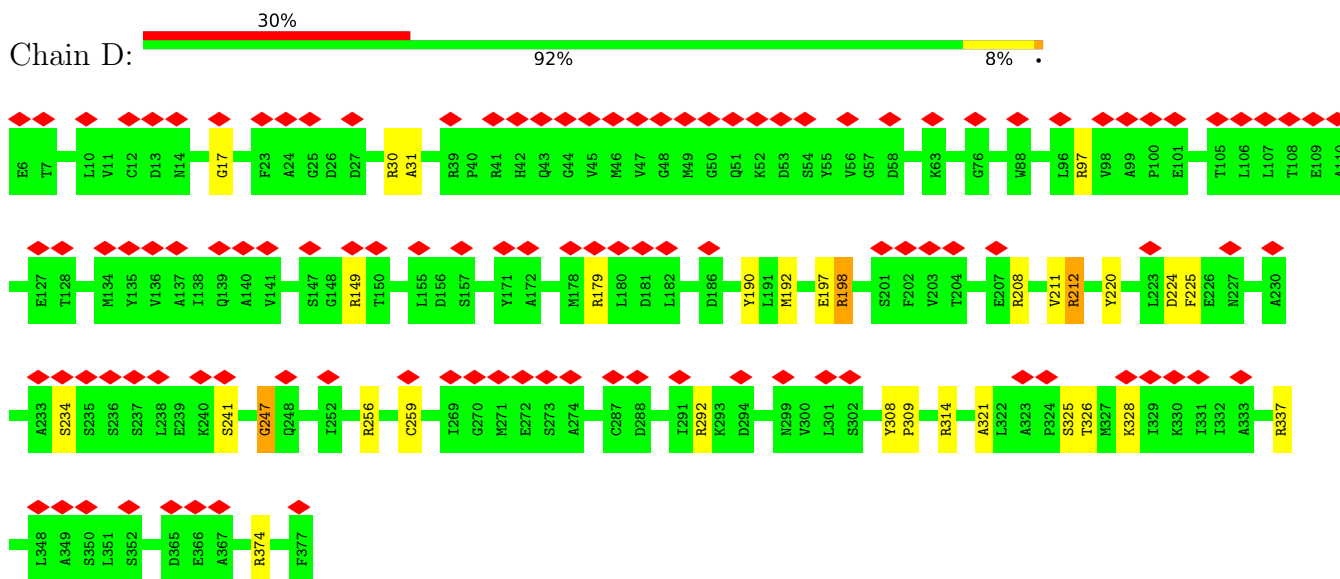 30%
Chain D:
92% 8% •
E6 T7 L10 V11 C12 D13 N14 G17 F23 A24 G25 D26 D27 R30 A31 R39 P40 R41 H42 Q43 G44 V45 M46 V47 G48 M49 G50 Q51 K52 D53 S54 Y55 V56 G57 D58 K63 G76 W88 L96 R97 V98 A99 P100 E101 T105 L106 L107 T108 E109 A110
E127 T128 M134 Y135 V136 A137 I138 Q139 A140 V141 S147 G148 R149 T150 L155 D156 S157 Y171 A172 M178 R179 L180 D181 L182 D186 Y190 L191 M192 E197 R198 S201 F202 V203 T204 E207 R208 V211 R212 Y220 L223 D224 F225 E226 N227 A230
A233 S234 S235 S236 S237 L238 E239 K240 S241 G247 Q248 I252 R256 C259 I269 G270 M271 E272 S273 A274 C287 D288 I291 R292 K293 D294 N299 V300 L301 S302 Y308 P309 R314 A321 L322 A323 P324 S325 T326 M327 K328 I329 K330 I331 I332 A333 R337
L348 A349 S350 L351 S352 D365 E366 A367 R374 F377